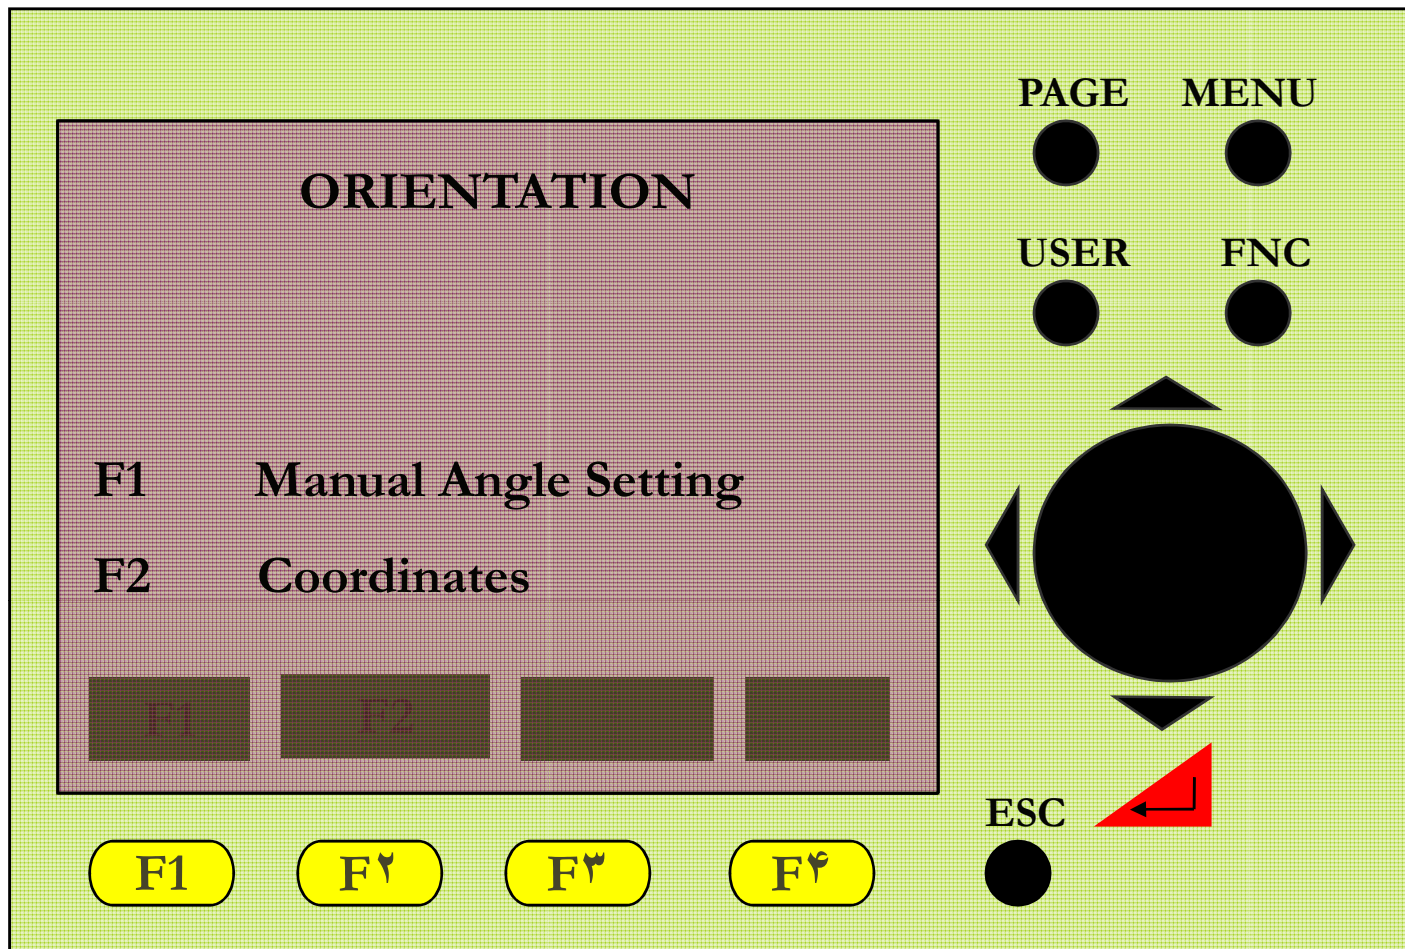 PAGE MENU
ORIENTATION
USER FNC
F1 Manual Angle Setting
F2 Coordinates
F1 F2
ESC
F1 F۲ F۳ F۴